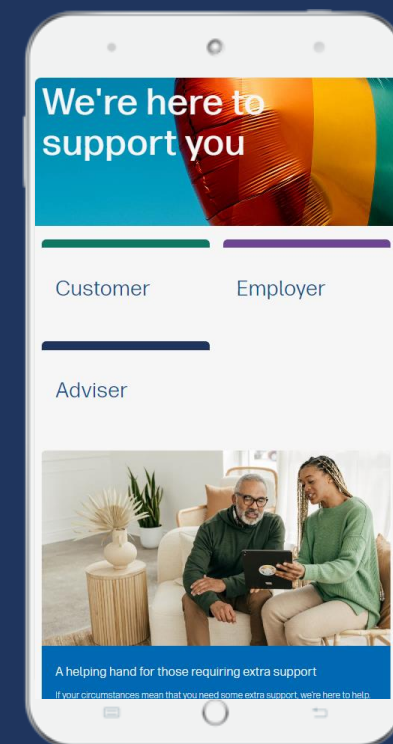 We're here to
support you
Customer
Employer
Adviser
A helping hand for those requiring extra support
If your circumstances mean that you need some extra support, we're here to help.